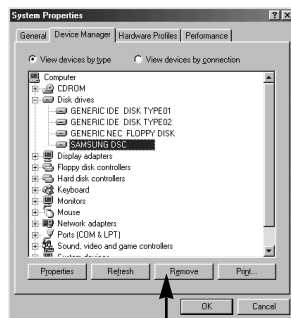 System Properties
General Device Manager Hardware Profiles Performance
View devices by type View devices by connection
Computer
CDROM
Disk drives
GENERIC IDE DISK TYPE01
GENERIC IDE DISK TYPE02
GENERIC NEC FLOPPY DISK
SAMSUNG DSC
Display adapters
Floppy disk controllers
Hard disk controllers
Keyboard
Monitors
Mouse
Network adapters
Ports (COM & LPT)
Sound, video and game controllers
Properties Refresh Remove Print...
OK Cancel